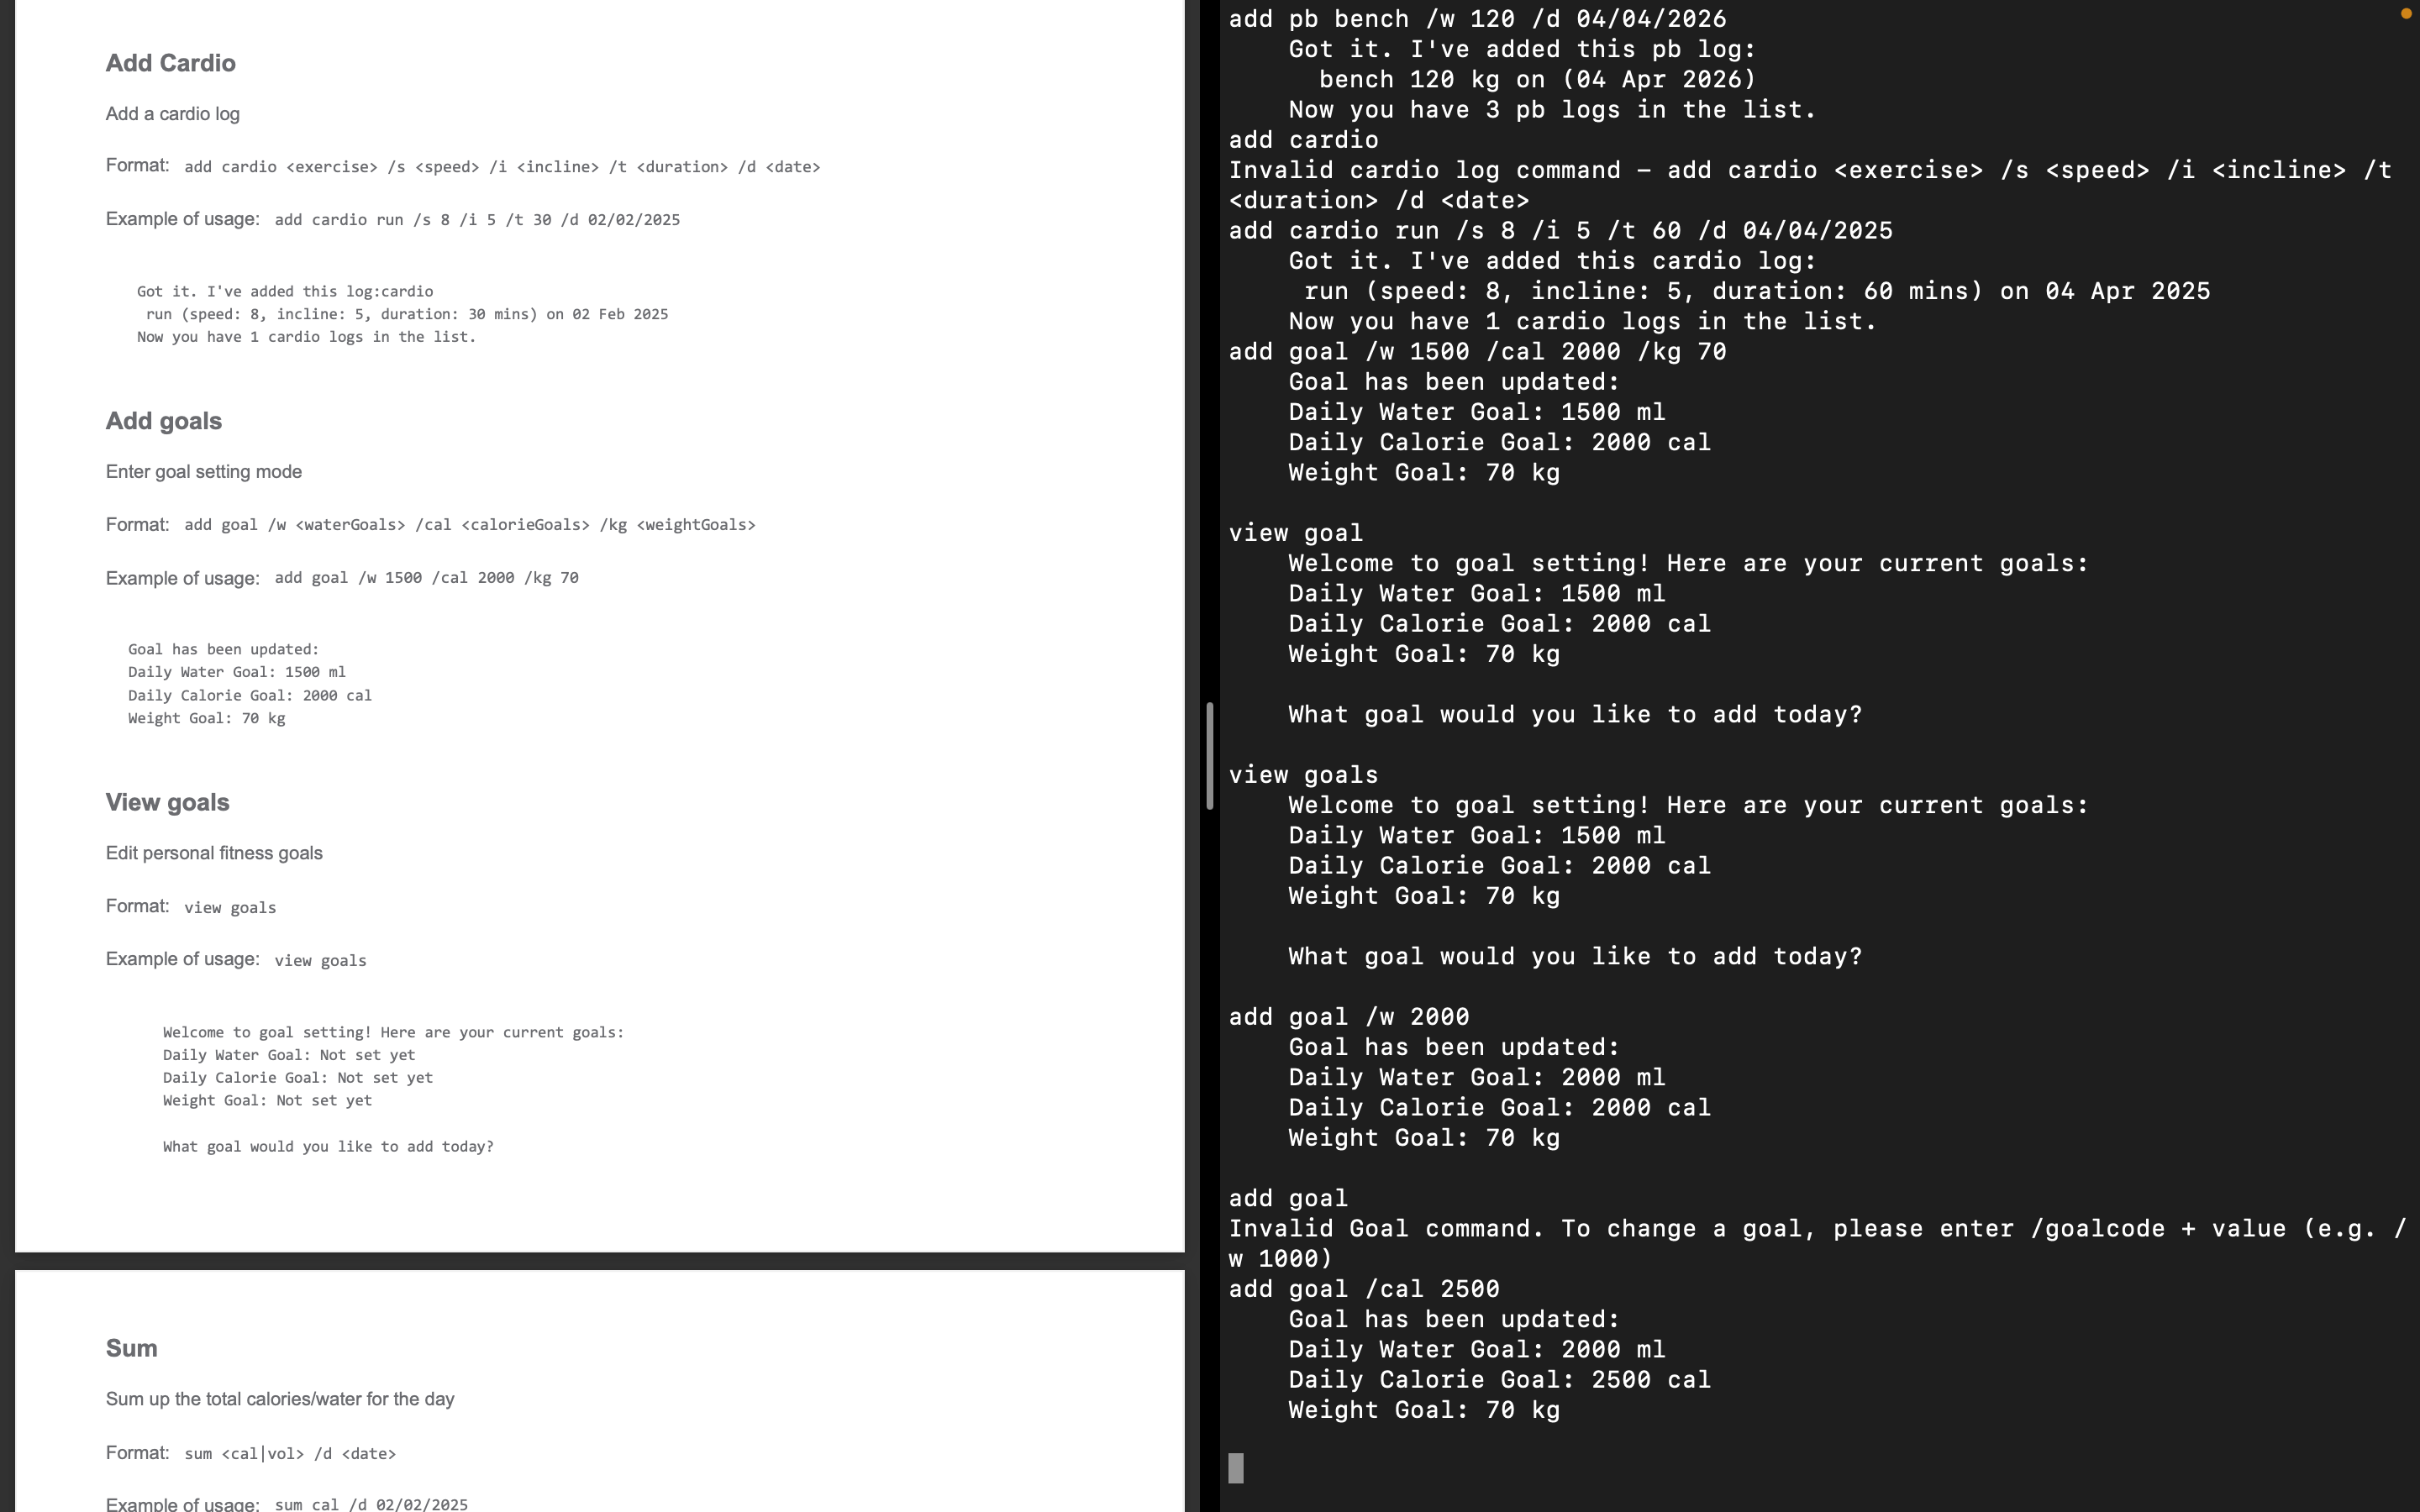 Add Cardio
Add a cardio log
Format: add cardio <exercise> /s <speed> /i <incline> /t <duration> /d <date>
Example of usage: add cardio run /s 8 /i 5 /t 30 /d 02/02/2025
Got it. I've added this log:cardio
run (speed: 8, incline: 5, duration: 30 mins) on 02 Feb 2025
Now you have 1 cardio logs in the list.
Add goals
Enter goal setting mode
Format: add goal /w <waterGoals> /cal <calorieGoals> /kg <weightGoals>
Example of usage: add goal /w 1500 /cal 2000 /kg 70
Goal has been updated:
Daily Water Goal: 1500 ml
Daily Calorie Goal: 2000 cal
Weight Goal: 70 kg
View goals
Edit personal fitness goals
Format: view goals
Example of usage: view goals
Welcome to goal setting! Here are your current goals:
Daily Water Goal: Not set yet
Daily Calorie Goal: Not set yet
Weight Goal: Not set yet
What goal would you like to add today?
Sum
Sum up the total calories/water for the day
Format: sum <cal|vol> /d <date>
Example of usage: sum cal /d 02/02/2025
add pb bench /w 120 /d 04/04/2026
Got it. I've added this pb log:
bench 120 kg on (04 Apr 2026)
Now you have 3 pb logs in the list.
add cardio
Invalid cardio log command – add cardio <exercise> /s <speed> /i <incline> /t
<duration> /d <date>
add cardio run /s 8 /i 5 /t 60 /d 04/04/2025
Got it. I've added this cardio log:
run (speed: 8, incline: 5, duration: 60 mins) on 04 Apr 2025
Now you have 1 cardio logs in the list.
add goal /w 1500 /cal 2000 /kg 70
Goal has been updated:
Daily Water Goal: 1500 ml
Daily Calorie Goal: 2000 cal
Weight Goal: 70 kg
view goal
Welcome to goal setting! Here are your current goals:
Daily Water Goal: 1500 ml
Daily Calorie Goal: 2000 cal
Weight Goal: 70 kg
What goal would you like to add today?
view goals
Welcome to goal setting! Here are your current goals:
Daily Water Goal: 1500 ml
Daily Calorie Goal: 2000 cal
Weight Goal: 70 kg
What goal would you like to add today?
add goal /w 2000
Goal has been updated:
Daily Water Goal: 2000 ml
Daily Calorie Goal: 2000 cal
Weight Goal: 70 kg
add goal
Invalid Goal command. To change a goal, please enter /goalcode + value (e.g. /
w 1000)
add goal /cal 2500
Goal has been updated:
Daily Water Goal: 2000 ml
Daily Calorie Goal: 2500 cal
Weight Goal: 70 kg